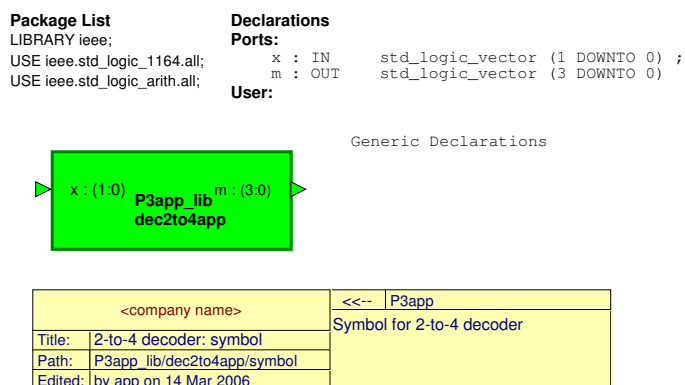 Package List
LIBRARY ieee;
USE ieee.std_logic_1164.all;
USE ieee.std_logic_arith.all;
Declarations
Ports:
x : IN std_logic_vector (1 DOWNTO 0) ;
m : OUT std_logic_vector (3 DOWNTO 0)
User:
Generic Declarations
x : (1:0)
m : (3:0)
P3app_lib
dec2to4app
<company name>
Title: 2-to-4 decoder: symbol
Path: P3app_lib/dec2to4app/symbol
Edited: by app on 14 Mar 2006
<<-- P3app
Symbol for 2-to-4 decoder